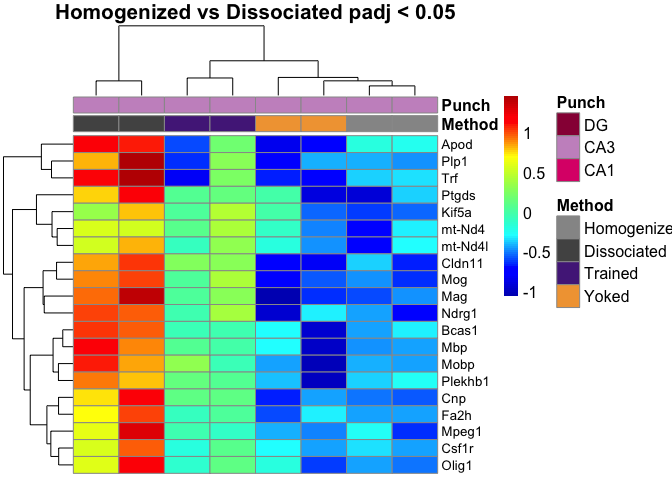 Homogenized vs Dissociated padj < 0.05
Punch
Method
Apod
Plp1
Trf
Ptgds
Kif5a
mt-Nd4
mt-Nd4l
Cldn11
Mog
Mag
Ndrg1
Bcas1
Mbp
Mobp
Plekhb1
Cnp
Fa2h
Mpeg1
Csf1r
Olig1
1
0.5
0
-0.5
-1
Punch
DG
CA3
CA1
Method
Homogenize
Dissociated
Trained
Yoked